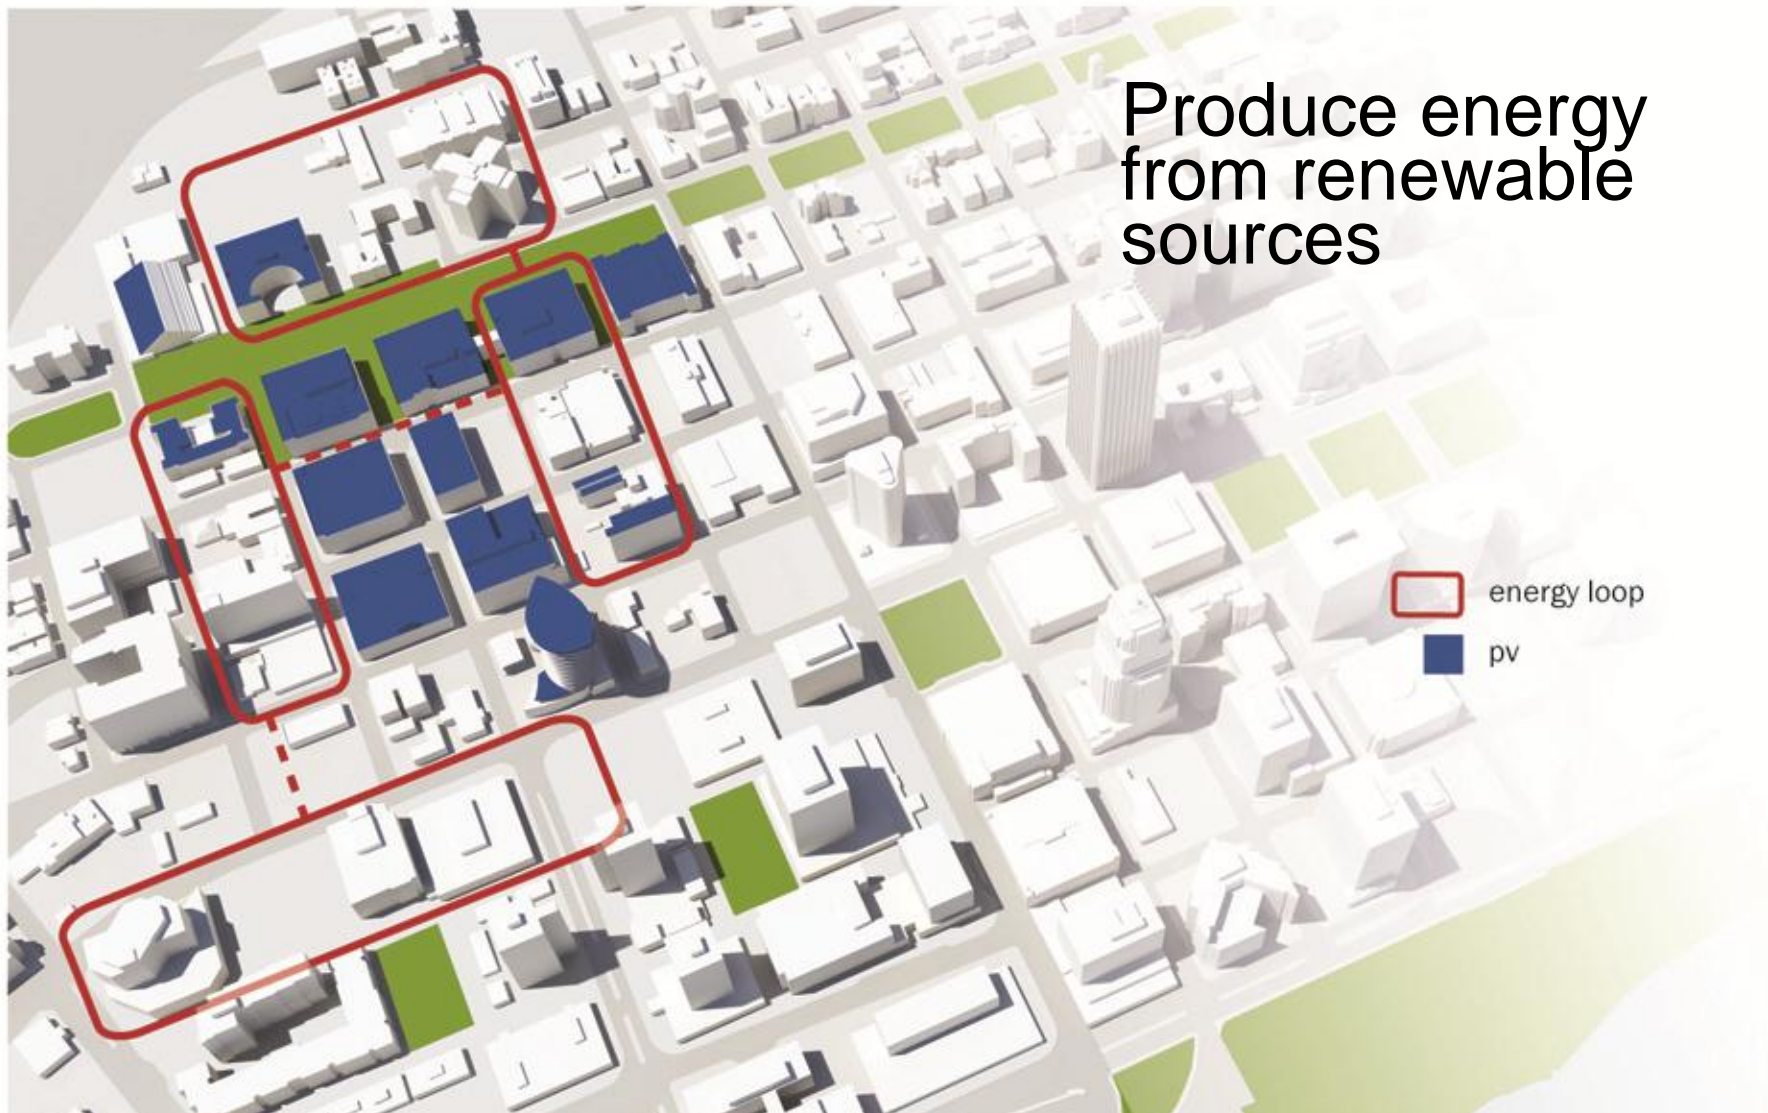 Produce energy
from renewable
sources
energy loop
pv